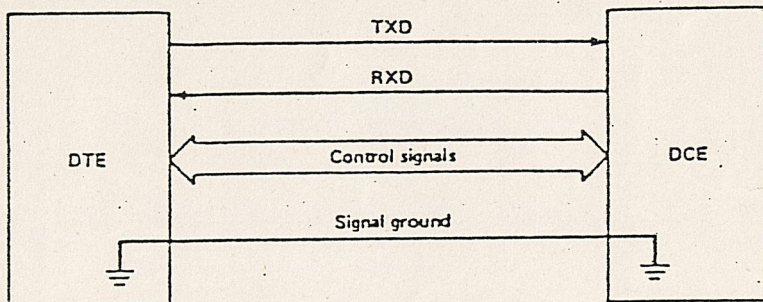 TXD
RXD
DTE
Control signals
DCE
Signal ground